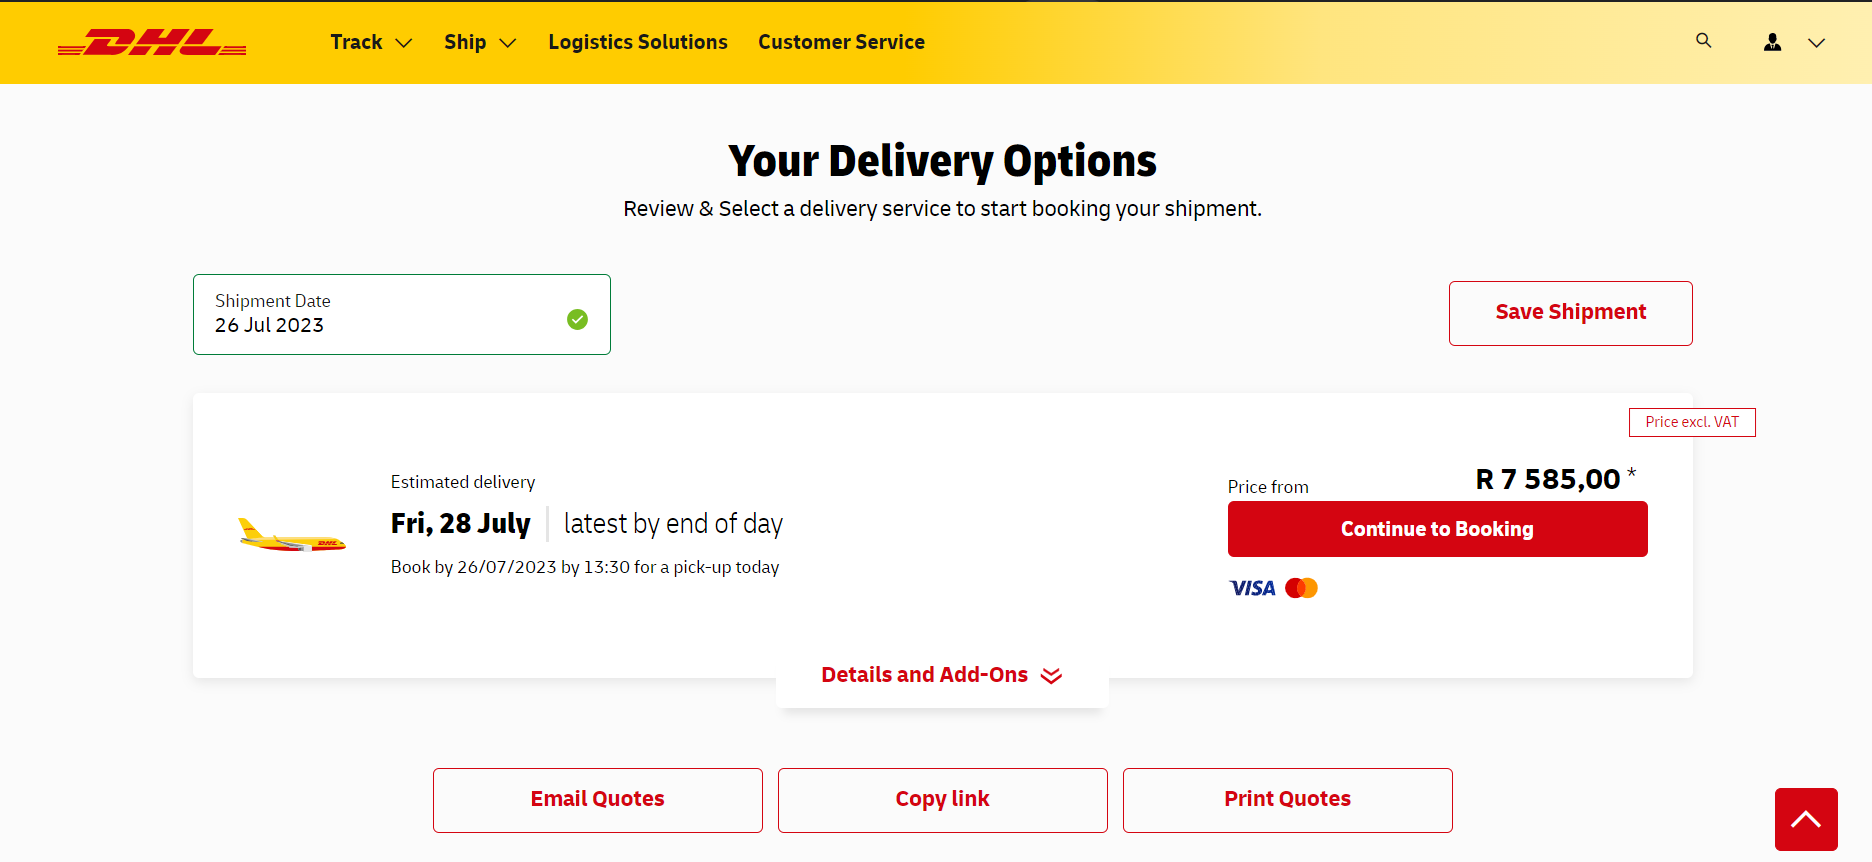 DHL
Track Ship Logistics Solutions Customer Service
Your Delivery Options
Review & Select a delivery service to start booking your shipment.
Shipment Date
26 Jul 2023
Save Shipment
Price excl. VAT
Estimated delivery
Fri, 28 July latest by end of day
Book by 26/07/2023 by 13:30 for a pick-up today
DHL
Price from R 7 585,00 *
Continue to Booking
VISA
Details and Add-Ons
Email Quotes
Copy link
Print Quotes